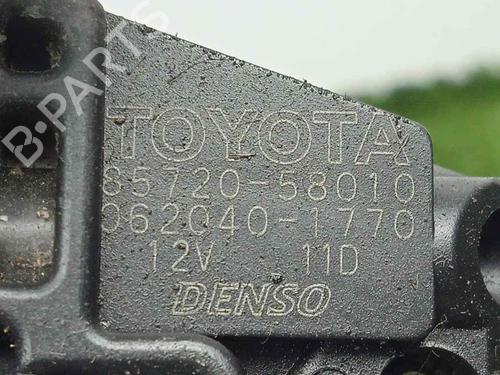 B-PARTS
TOYOTA
85720-58010
062040-1770
12V 11D
DENSO